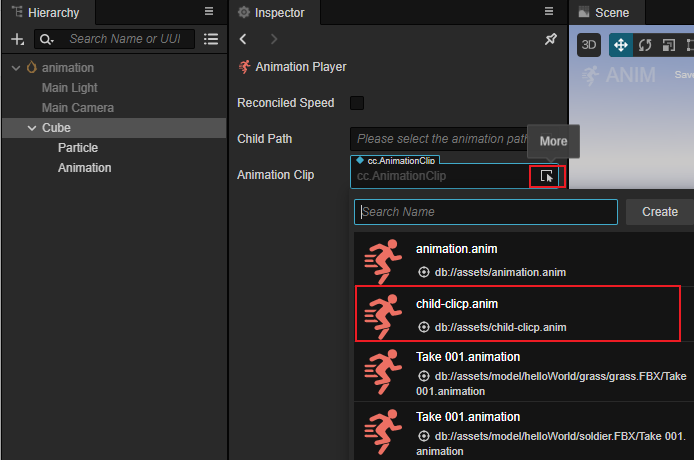 Hierarchy
Search Name or UUI
animation
Main Light
Main Camera
Cube
Particle
Animation
Inspector
Animation Player
Reconciled Speed
Child Path
Please select the animation path
More
Animation Clip
cc.AnimationClip
cc.AnimationClip
Search Name
Create
animation.anim
db://assets/animation.anim
child-clicp.anim
db://assets/child-clicp.anim
Take 001.animation
db://assets/model/helloWorld/grass/grass.FBX/Take
001.animation
Take 001.animation
db://assets/model/helloWorld/soldier.FBX/Take 001.
animation
Scene
3D
ANIM
Save